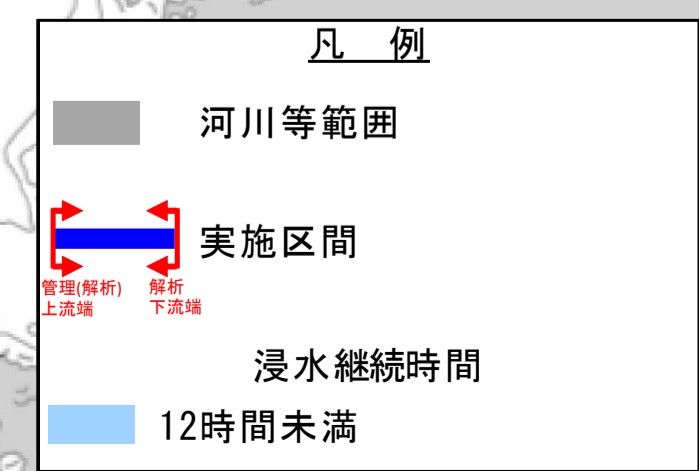 凡　例
河川等範囲
実施区間
管理(解析)
上流端
解析
下流端
浸水継続時間
12時間未満